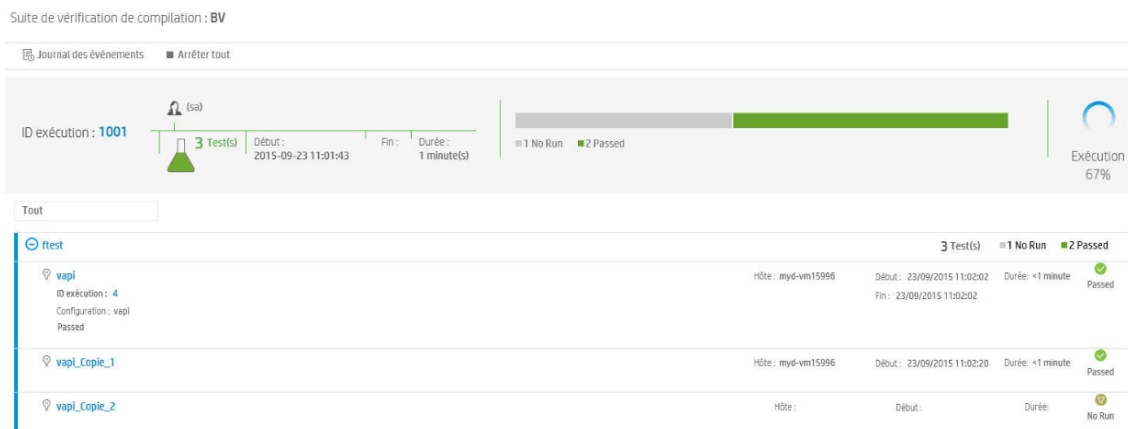 Suite de vérification de compilation : BV
Journal des événements Arrêter tout
(sa)
ID exécution : 1001
3 Test(s)
Début :
2015-09-23 11:01:43
Fin :
Durée :
1 minute(s)
1 No Run 2 Passed
Exécution
67%
Tout
ftest 3 Test(s) 1 No Run 2 Passed
vapi Hôte : myd-vm15996 Début : 23/09/2015 11:02:02 Durée: <1 minute Passed
ID exécution : 4 Fin : 23/09/2015 11:02:02
Configuration : vapi
Passed
vapi_Copie_1 Hôte : myd-vm15996 Début : 23/09/2015 11:02:20 Durée: <1 minute Passed
vapi_Copie_2 Hôte : Début : Durée: No Run